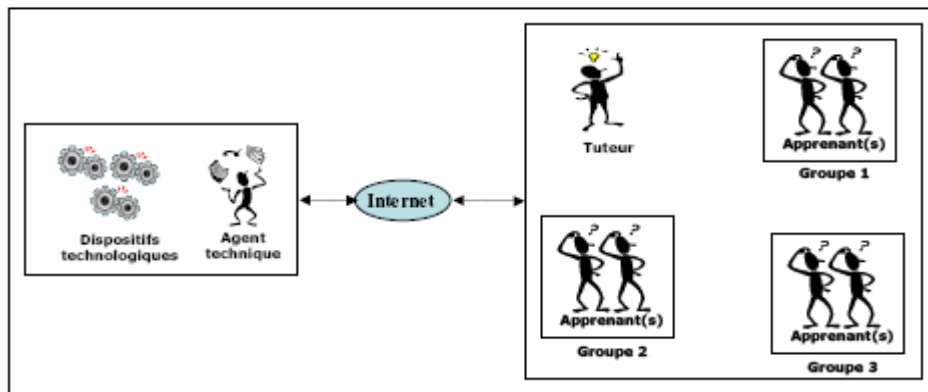 Dispositifs
technologiques
Agent
technique
Internet
Tuteur
?
?
Apprenant(s)
Groupe 1
?
?
Apprenant(s)
Groupe 2
?
?
Apprenant(s)
Groupe 3